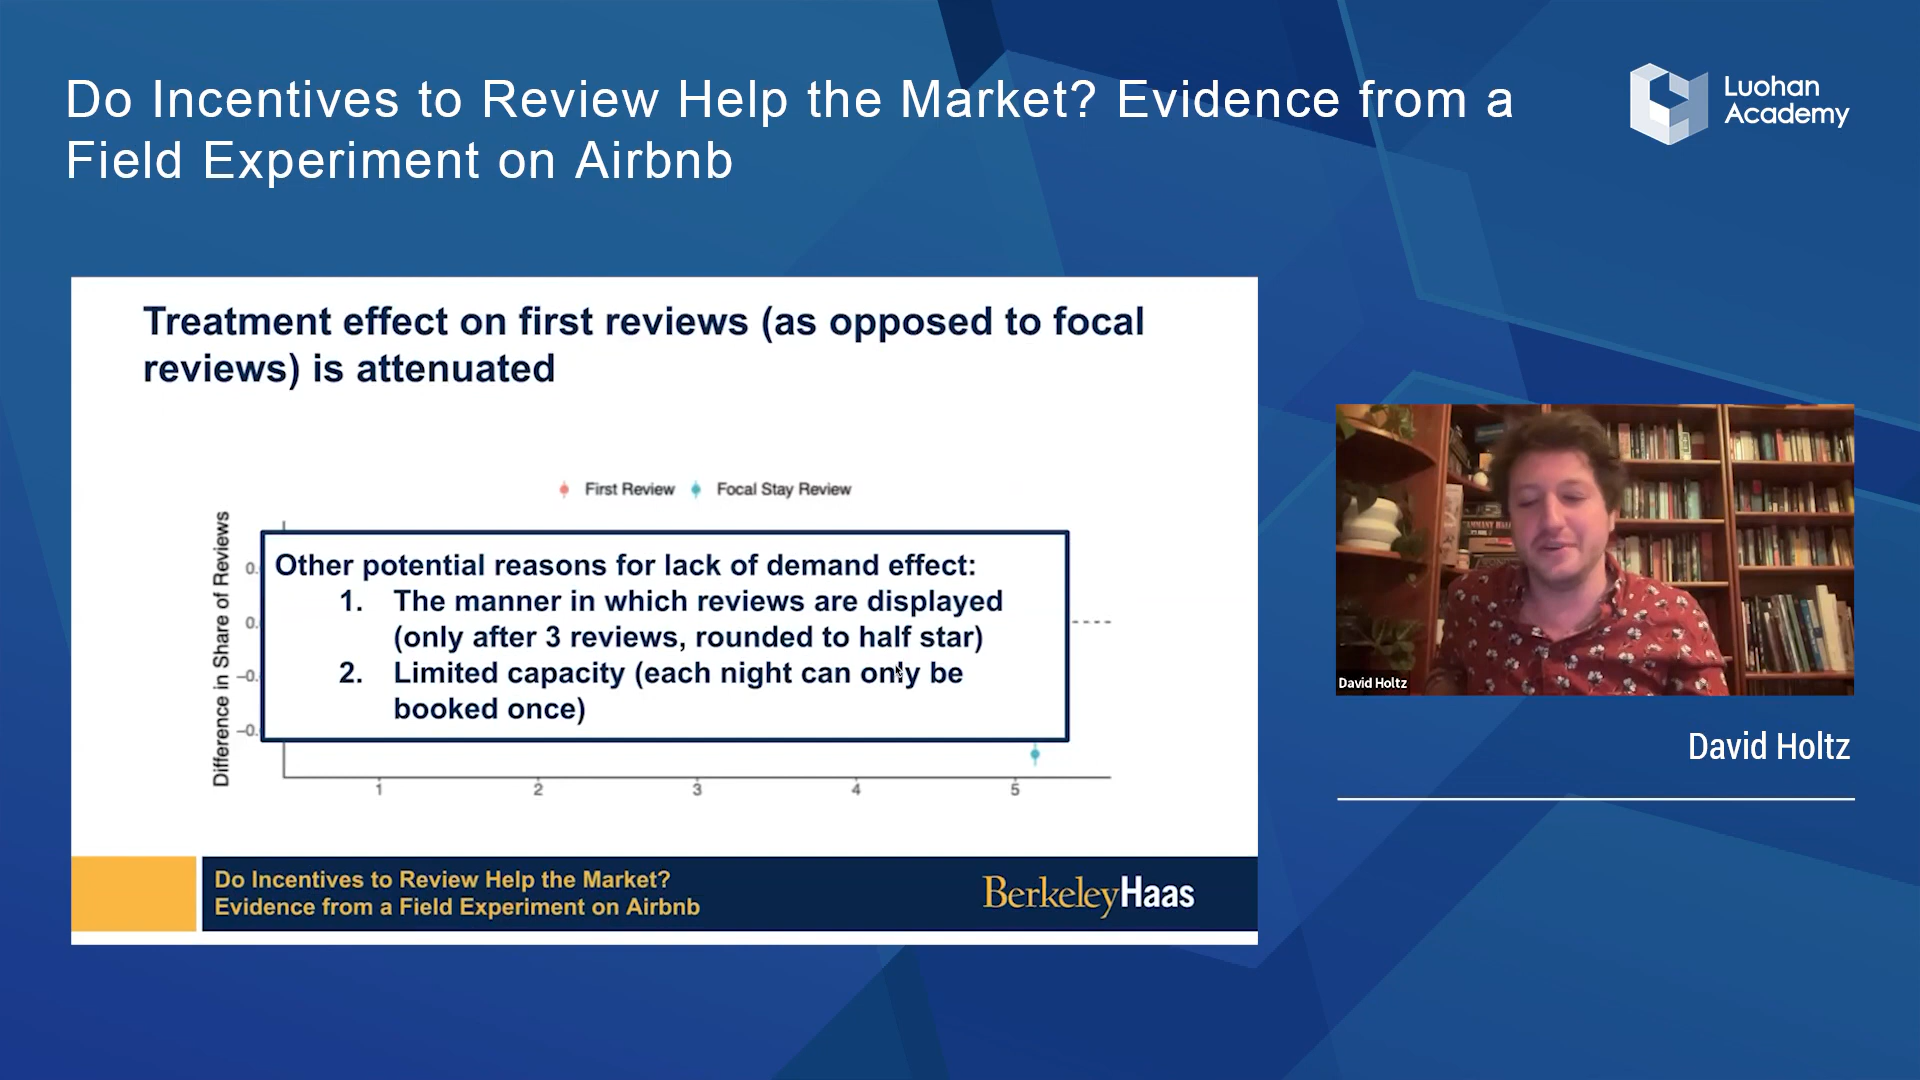 Do Incentives to Review Help the Market? Evidence from a
Field Experiment on Airbnb
Luohan
Academy
Treatment effect on first reviews (as opposed to focal
reviews) is attenuated
First Review
Focal Stay Review
Difference in Share of Reviews
0.
0.
−0.
−0.
Other potential reasons for lack of demand effect:
1. The manner in which reviews are displayed
(only after 3 reviews, rounded to half star)
2. Limited capacity (each night can only be
booked once)
1 2 3 4 5
Do Incentives to Review Help the Market?
Evidence from a Field Experiment on Airbnb
BerkeleyHaas
David Holtz
David Holtz